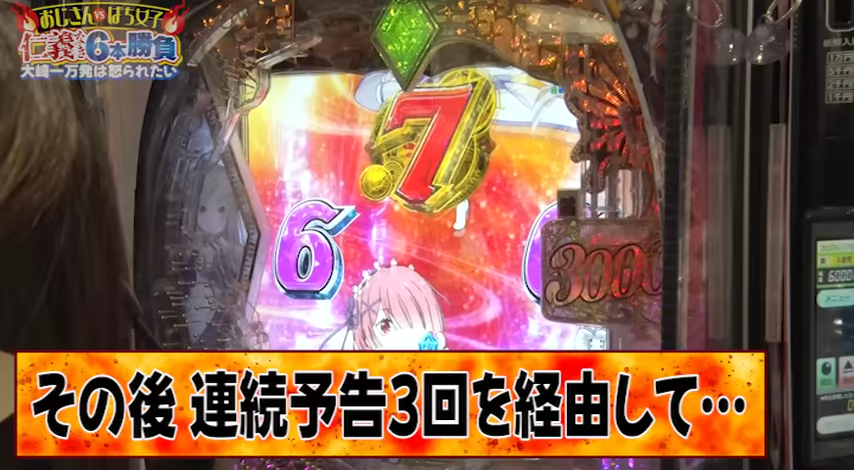 おじさんvsぱち女子
仁義なき6本勝負
大崎一万発は怒られたい
7
6
3000
6000
その後 連続予告3回を経由して…